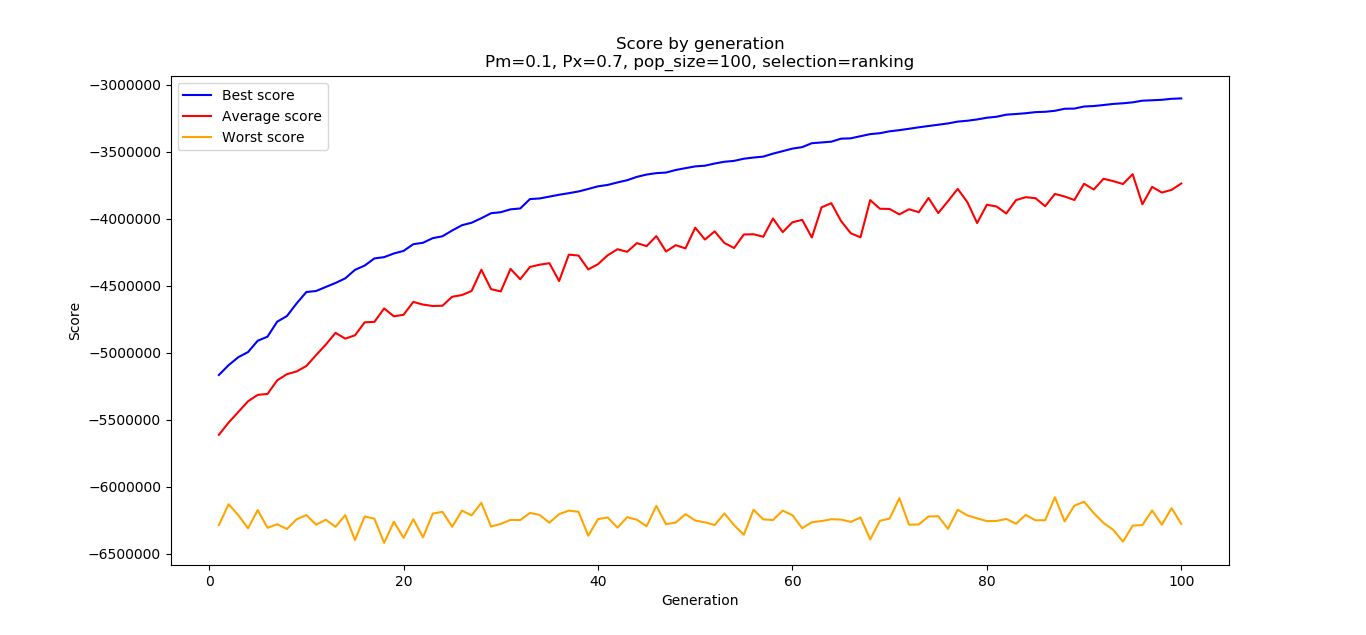 Score by generation
Pm=0.1, Px=0.7, pop_size=100, selection=ranking
Best score
Average score
Worst score
−3000000
−3500000
−4000000
−4500000
−5000000
−5500000
−6000000
−6500000
Score
0 20 40 60 80 100
Generation